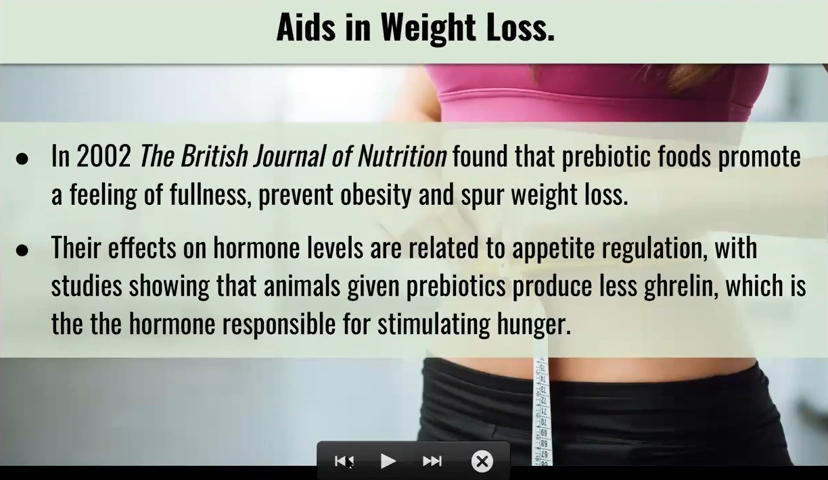 Aids in Weight Loss.
● In 2002 The British Journal of Nutrition found that prebiotic foods promote
a feeling of fullness, prevent obesity and spur weight loss.
● Their effects on hormone levels are related to appetite regulation, with
studies showing that animals given prebiotics produce less ghrelin, which is
the the hormone responsible for stimulating hunger.